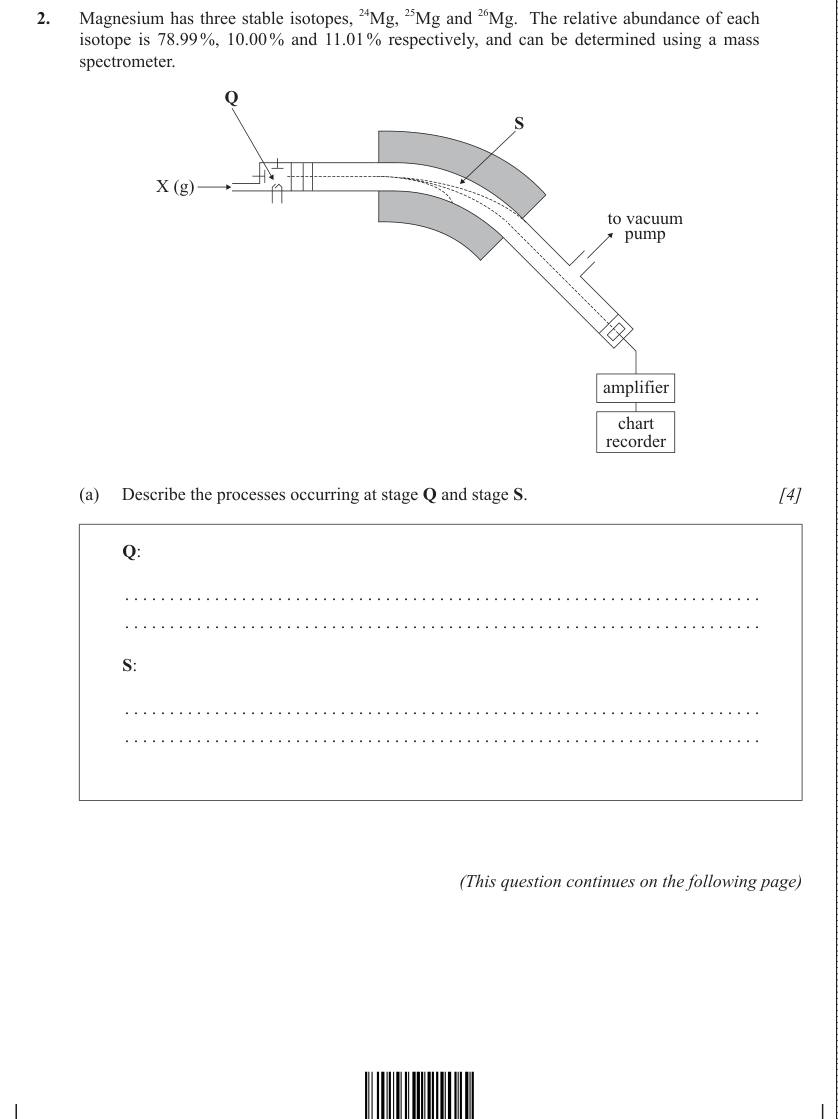 2. Magnesium has three stable isotopes, ²⁴Mg, ²⁵Mg and ²⁶Mg. The relative abundance of each
isotope is 78.99%, 10.00% and 11.01% respectively, and can be determined using a mass
spectrometer.
Q
S
X (g)
to vacuum
pump
amplifier
chart
recorder
(a) Describe the processes occurring at stage Q and stage S. [4]
Q:
S:
(This question continues on the following page)